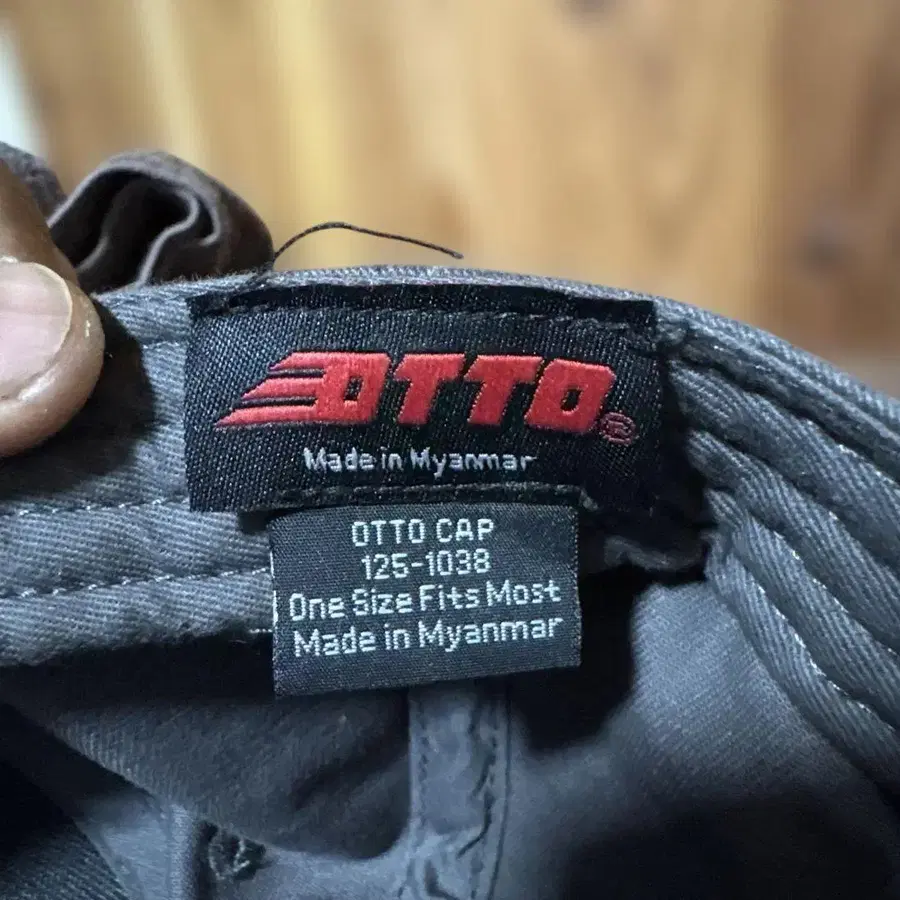 OTTO®
Made in Myanmar
OTTO CAP
125-1038
One Size Fits Most
Made in Myanmar